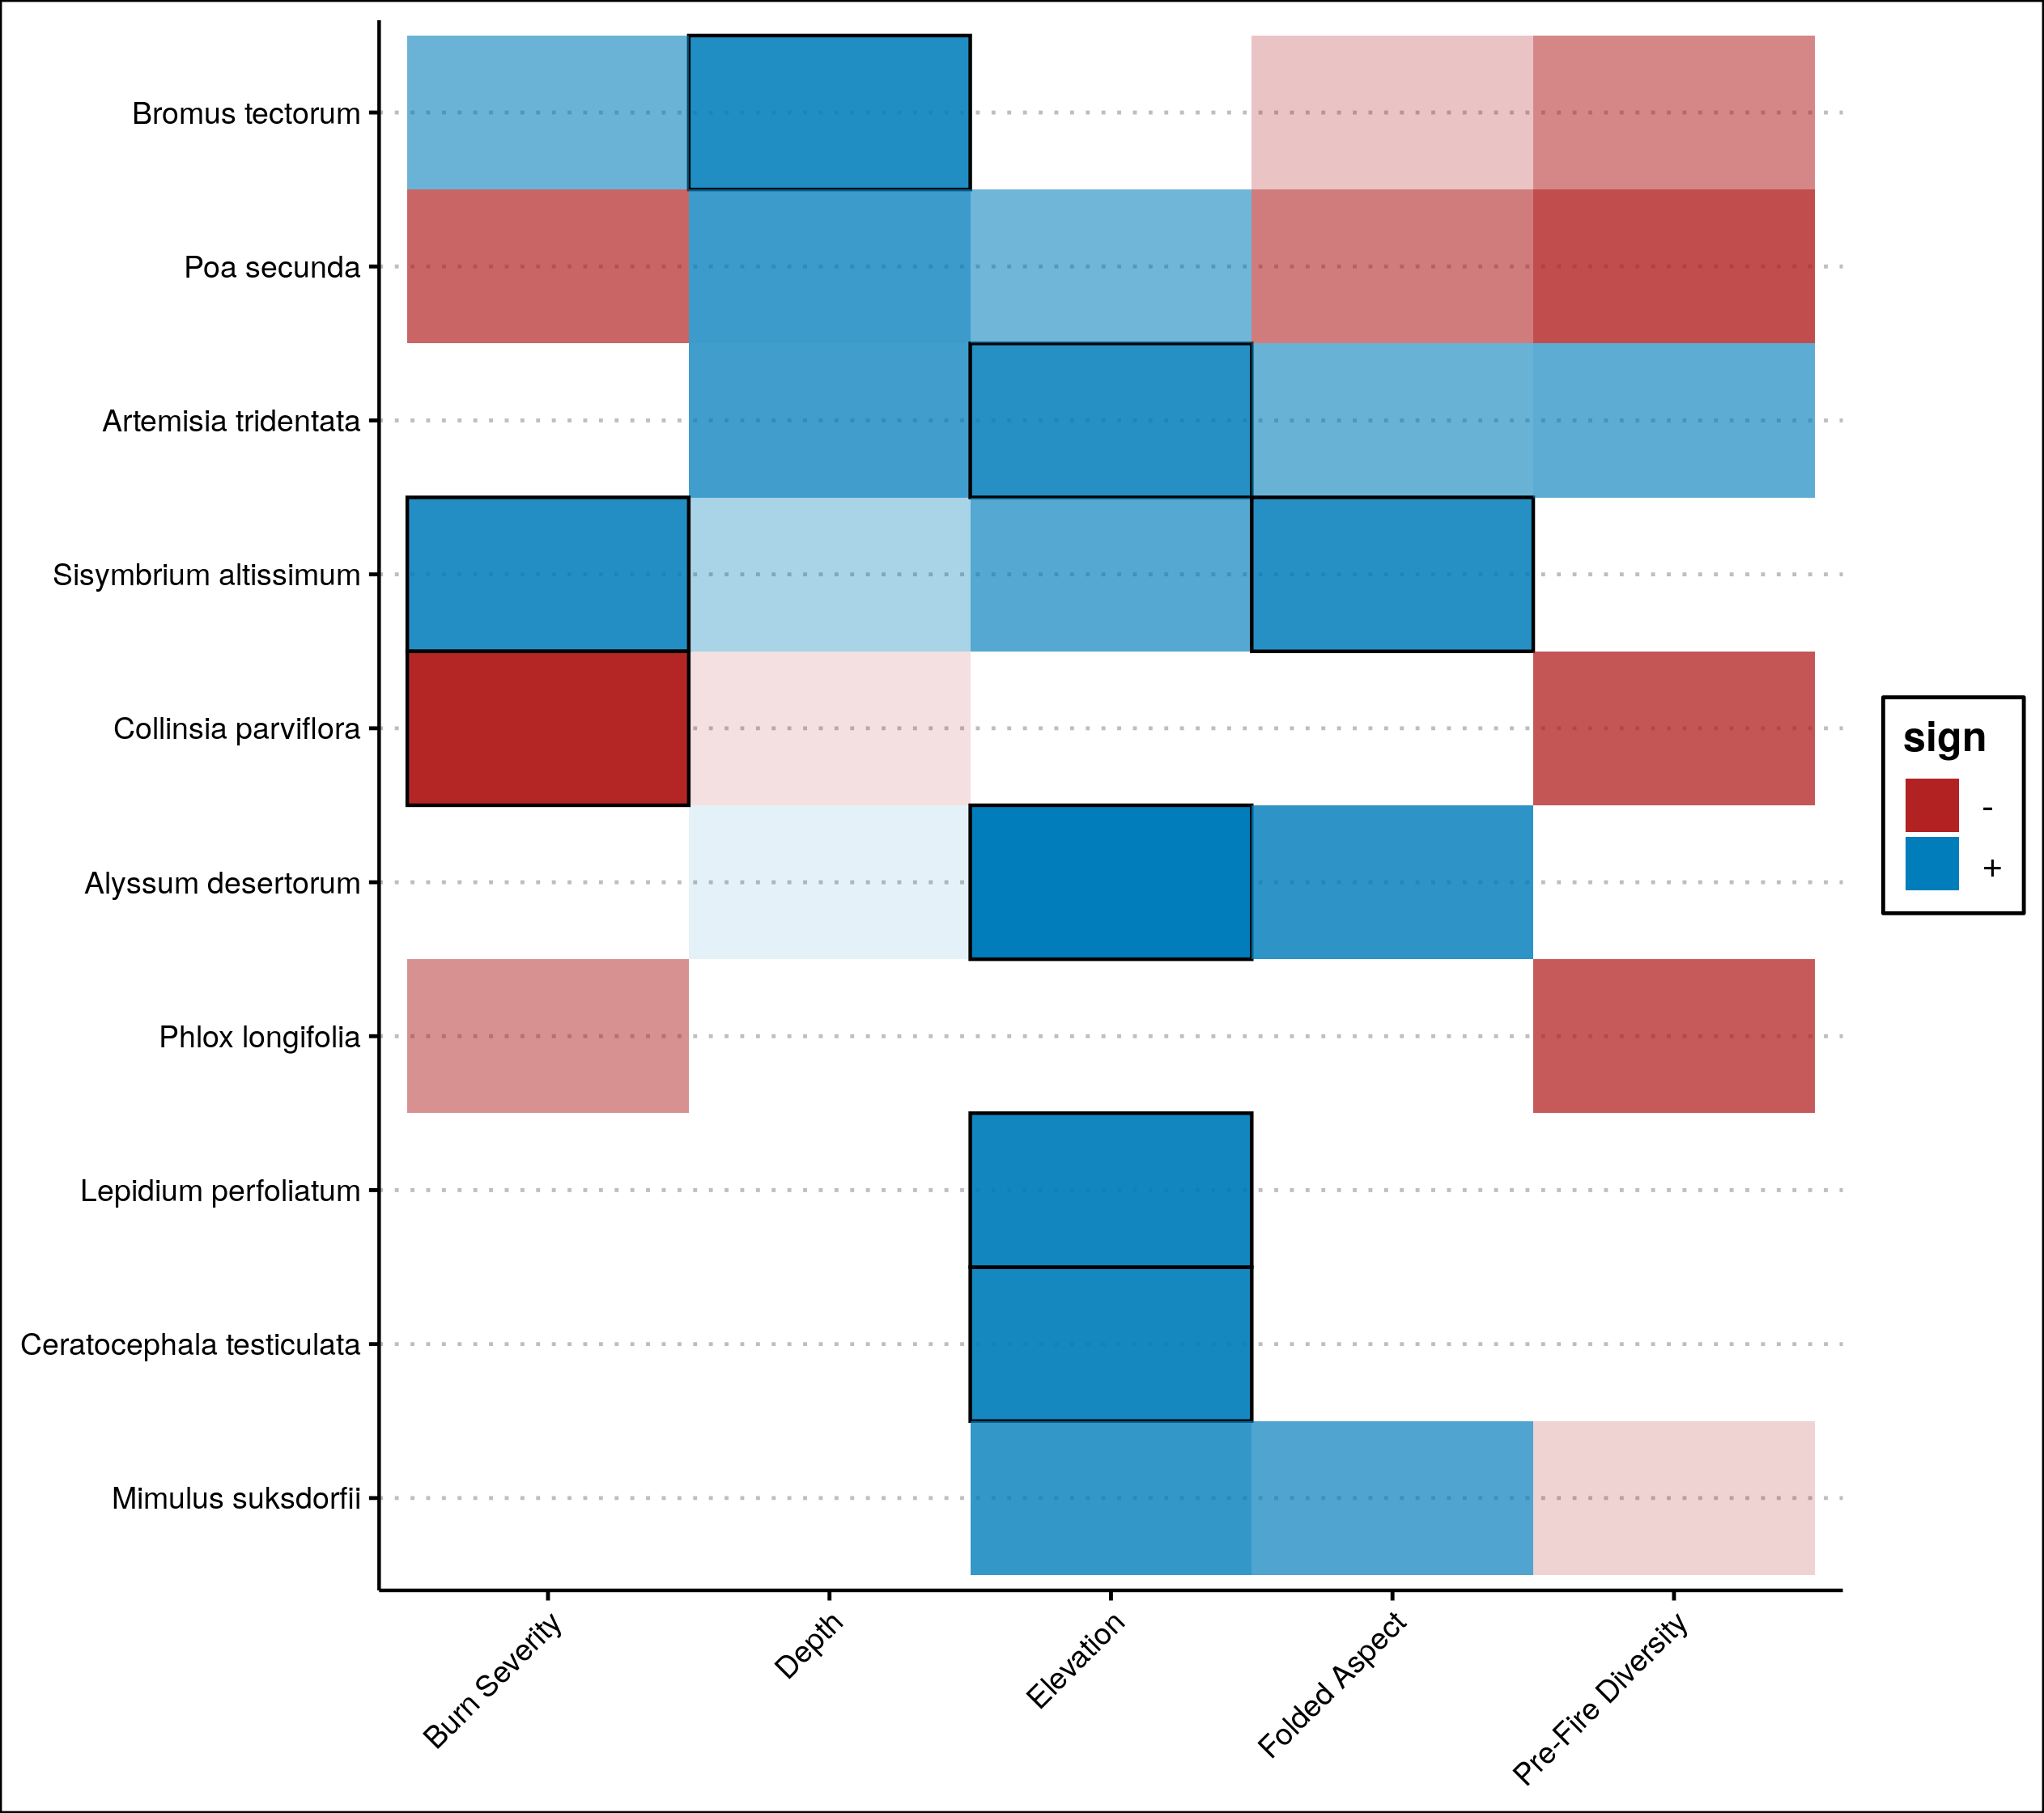 Bromus tectorum
Poa secunda
Artemisia tridentata
Sisymbrium altissimum
Collinsia parviflora
Alyssum desertorum
Phlox longifolia
Lepidium perfoliatum
Ceratocephala testiculata
Mimulus suksdorfii
Burn Severity
Depth
Elevation
Folded Aspect
Pre-Fire Diversity
sign
-
+